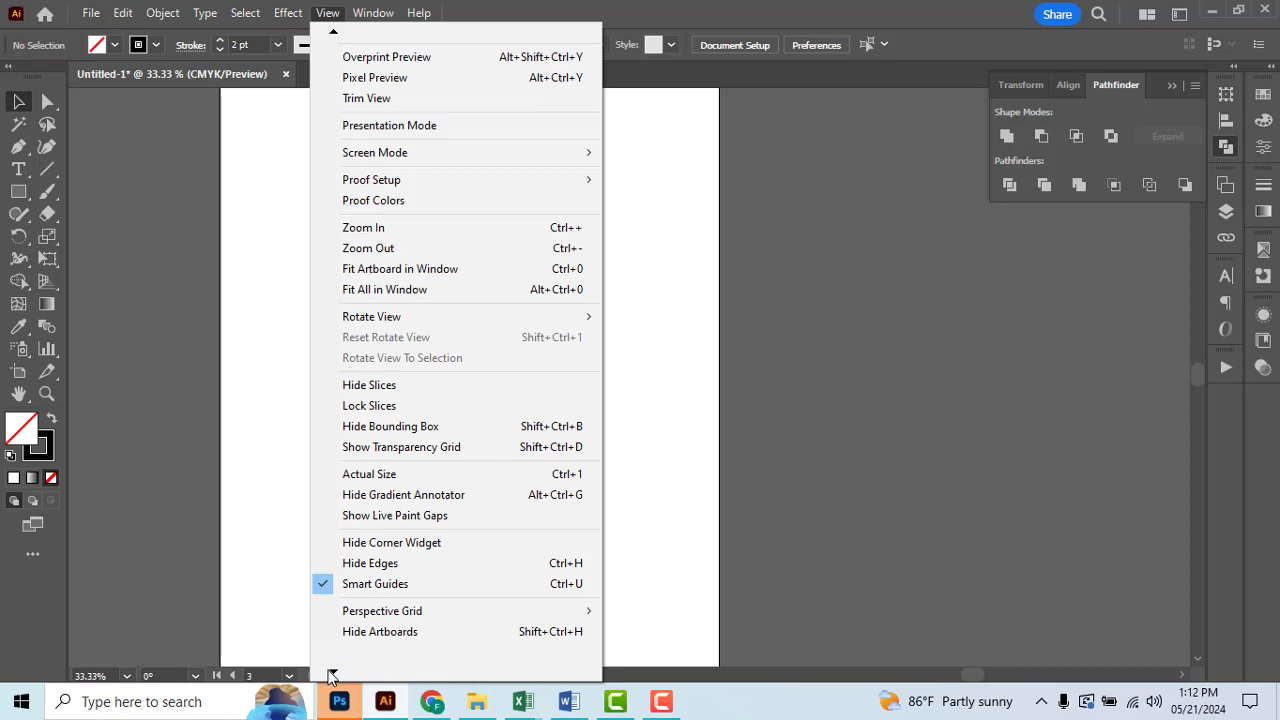 Ai File Edit Object Type Select Effect View Window Help Share
No Selection Stroke: 2 pt Style: Document Setup Preferences
Untitled-1* @ 33.33 % (CMYK/Preview) ×
Transform Align Pathfinder
Shape Modes:
Expand
Pathfinders:
Overprint Preview Alt+Shift+Ctrl+Y
Pixel Preview Alt+Ctrl+Y
Trim View
Presentation Mode
Screen Mode
Proof Setup
Proof Colors
Zoom In Ctrl++
Zoom Out Ctrl+-
Fit Artboard in Window Ctrl+0
Fit All in Window Alt+Ctrl+0
Rotate View
Reset Rotate View Shift+Ctrl+1
Rotate View To Selection
Hide Slices
Lock Slices
Hide Bounding Box Shift+Ctrl+B
Show Transparency Grid Shift+Ctrl+D
Actual Size Ctrl+1
Hide Gradient Annotator Alt+Ctrl+G
Show Live Paint Gaps
Hide Corner Widget
Hide Edges Ctrl+H
Smart Guides Ctrl+U
Perspective Grid
Hide Artboards Shift+Ctrl+H
33.33% 0° 3
Type here to search Ps Ai 86°F Partly sunny 1:12 PM
05/21/2024